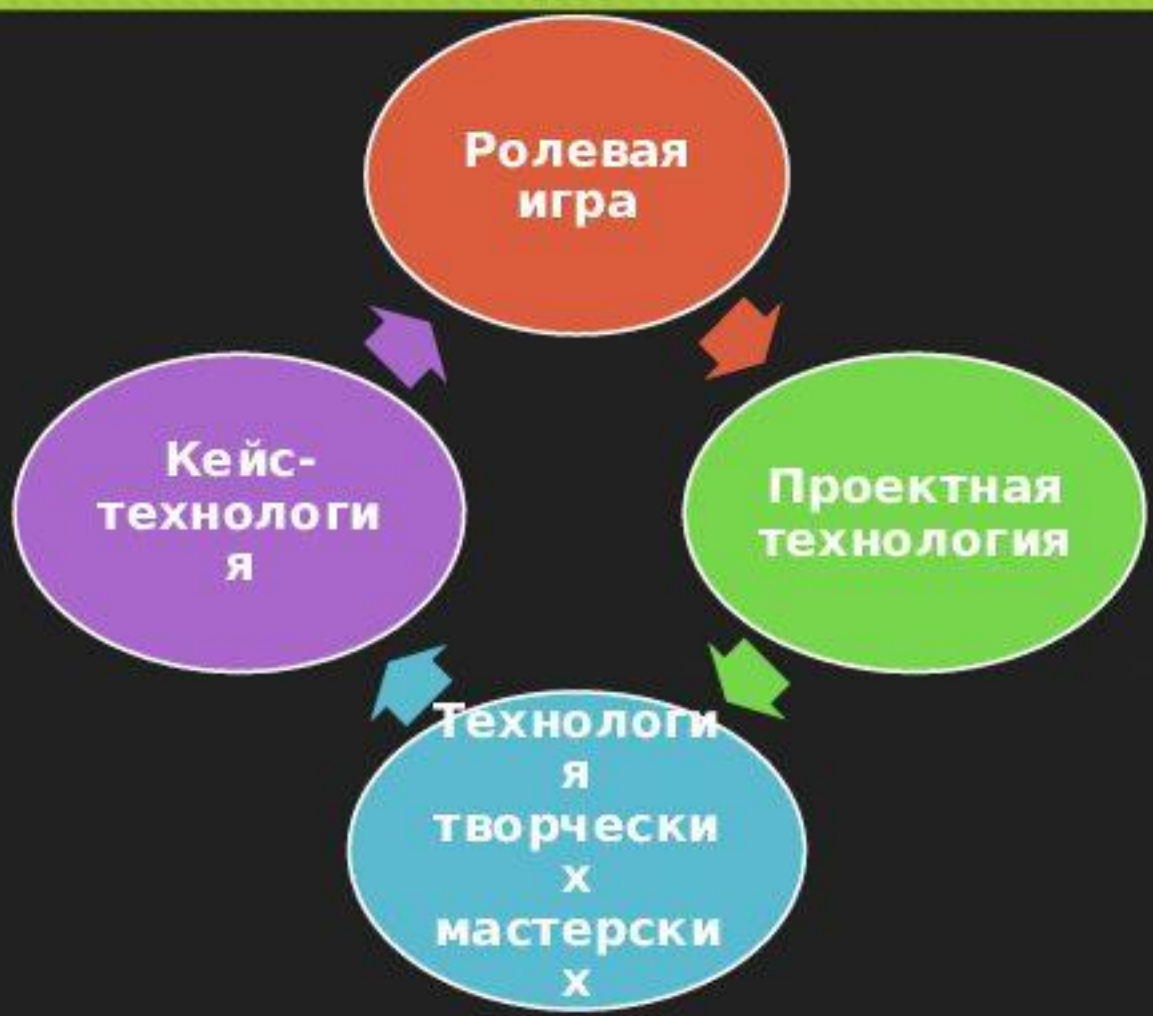 Ролевая
игра
Проектная
технология
Технологи
я
творчески
х
мастерски
х
Кейс-
технологи
я